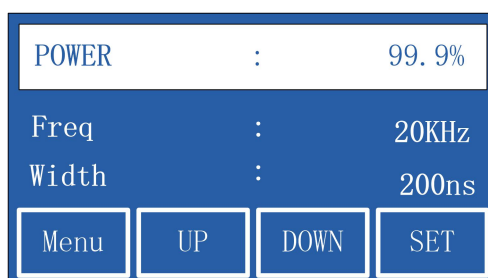 POWER : 99.9%
Freq : 20KHz
Width : 200ns
Menu UP DOWN SET